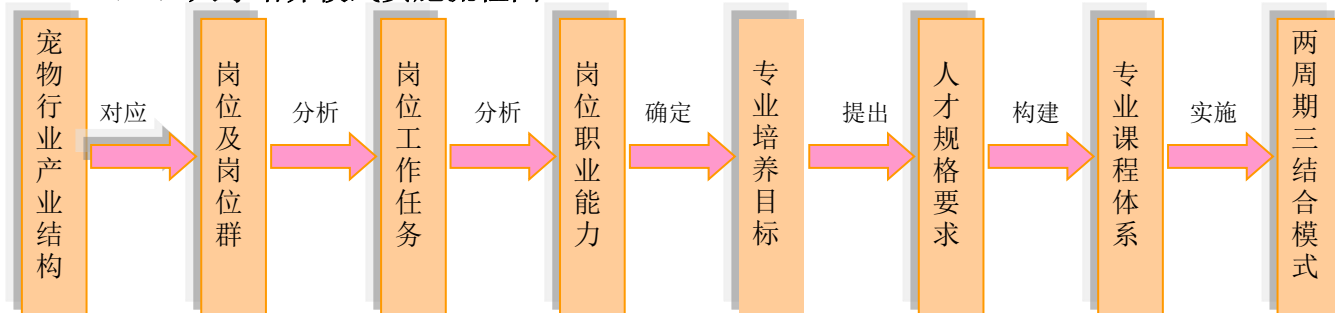 宠物行业产业结构
对应
岗位及岗位群
分析
岗位工作任务
分析
岗位职业能力
确定
专业培养目标
提出
人才规格要求
构建
专业课程体系
实施
两周期三结合模式